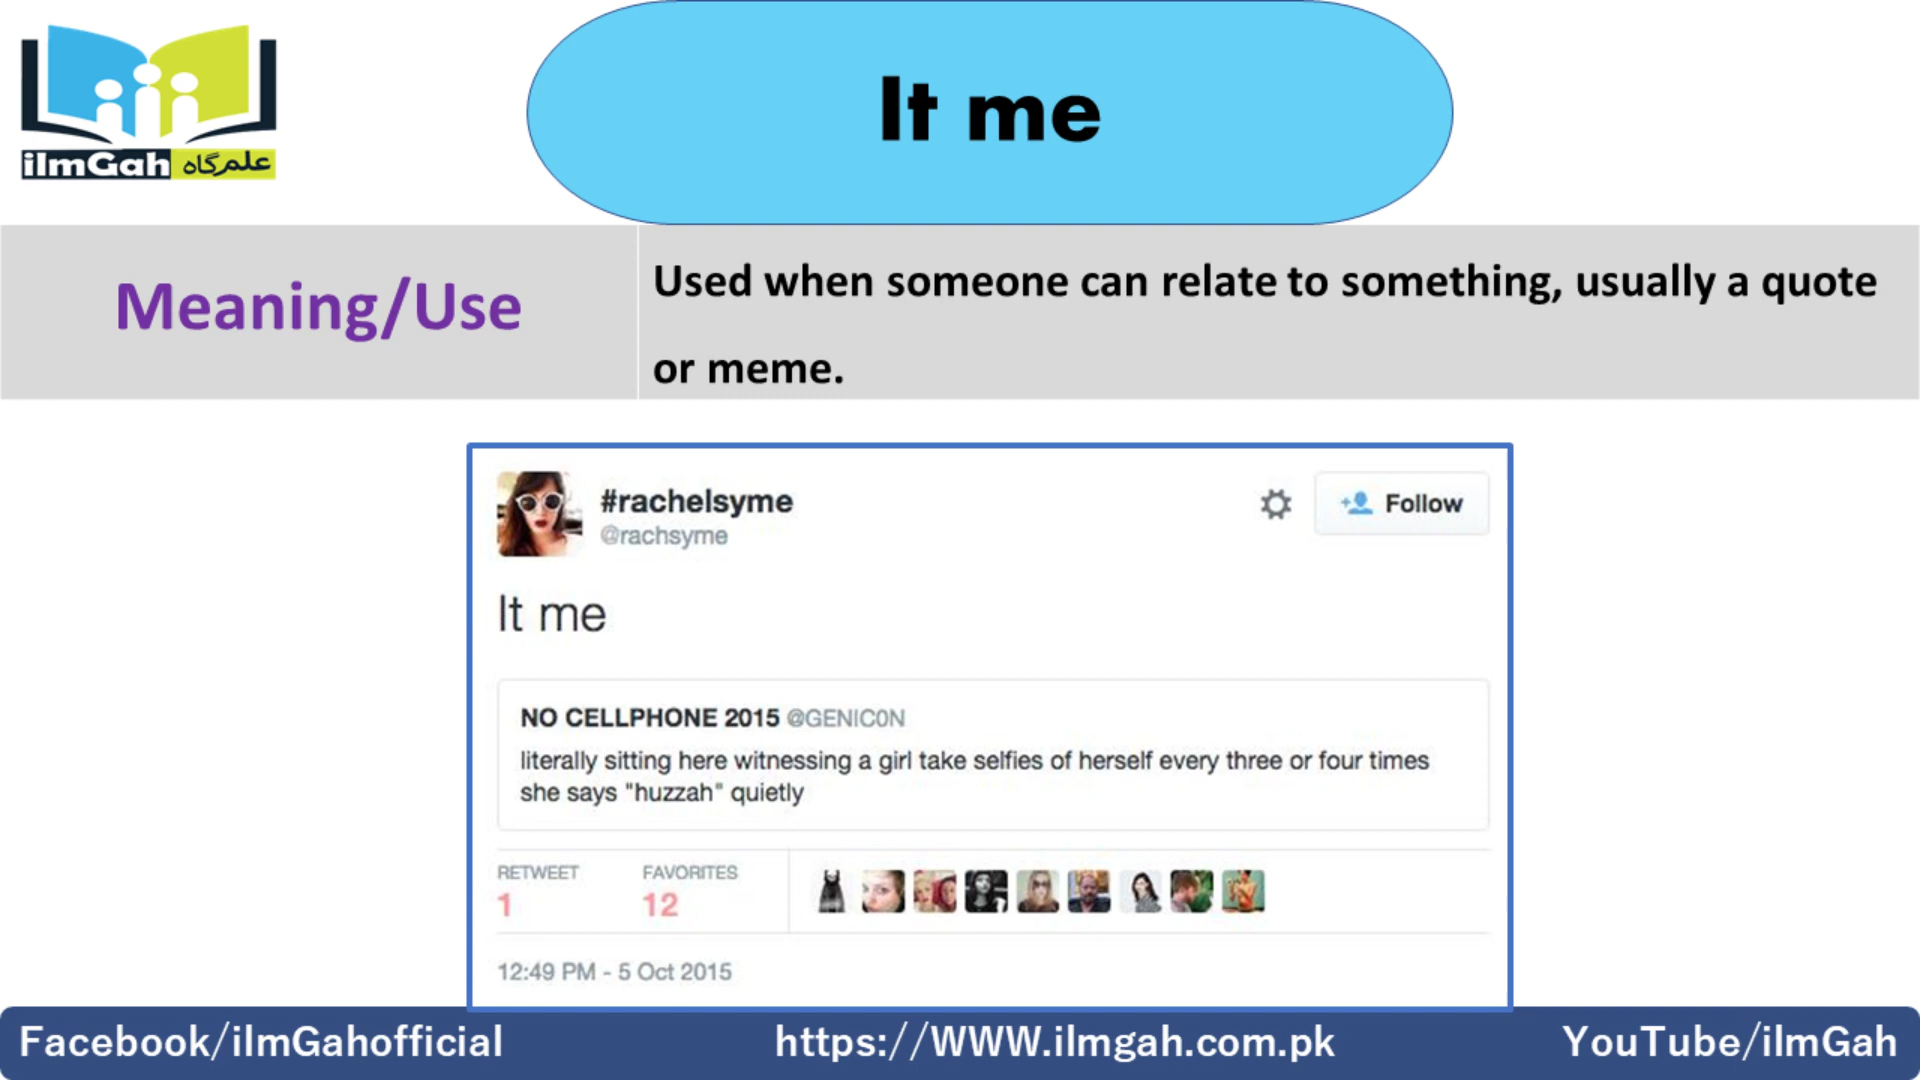 ilmGah علمگاه
It me
Meaning/Use
Used when someone can relate to something, usually a quote
or meme.
#rachelsyme
@rachsyme
Follow
It me
NO CELLPHONE 2015 @GENIC0N
literally sitting here witnessing a girl take selfies of herself every three or four times
she says "huzzah" quietly
RETWEET FAVORITES
1 12
12:49 PM - 5 Oct 2015
Facebook/ilmGahofficial https://WWW.ilmgah.com.pk YouTube/ilmGah